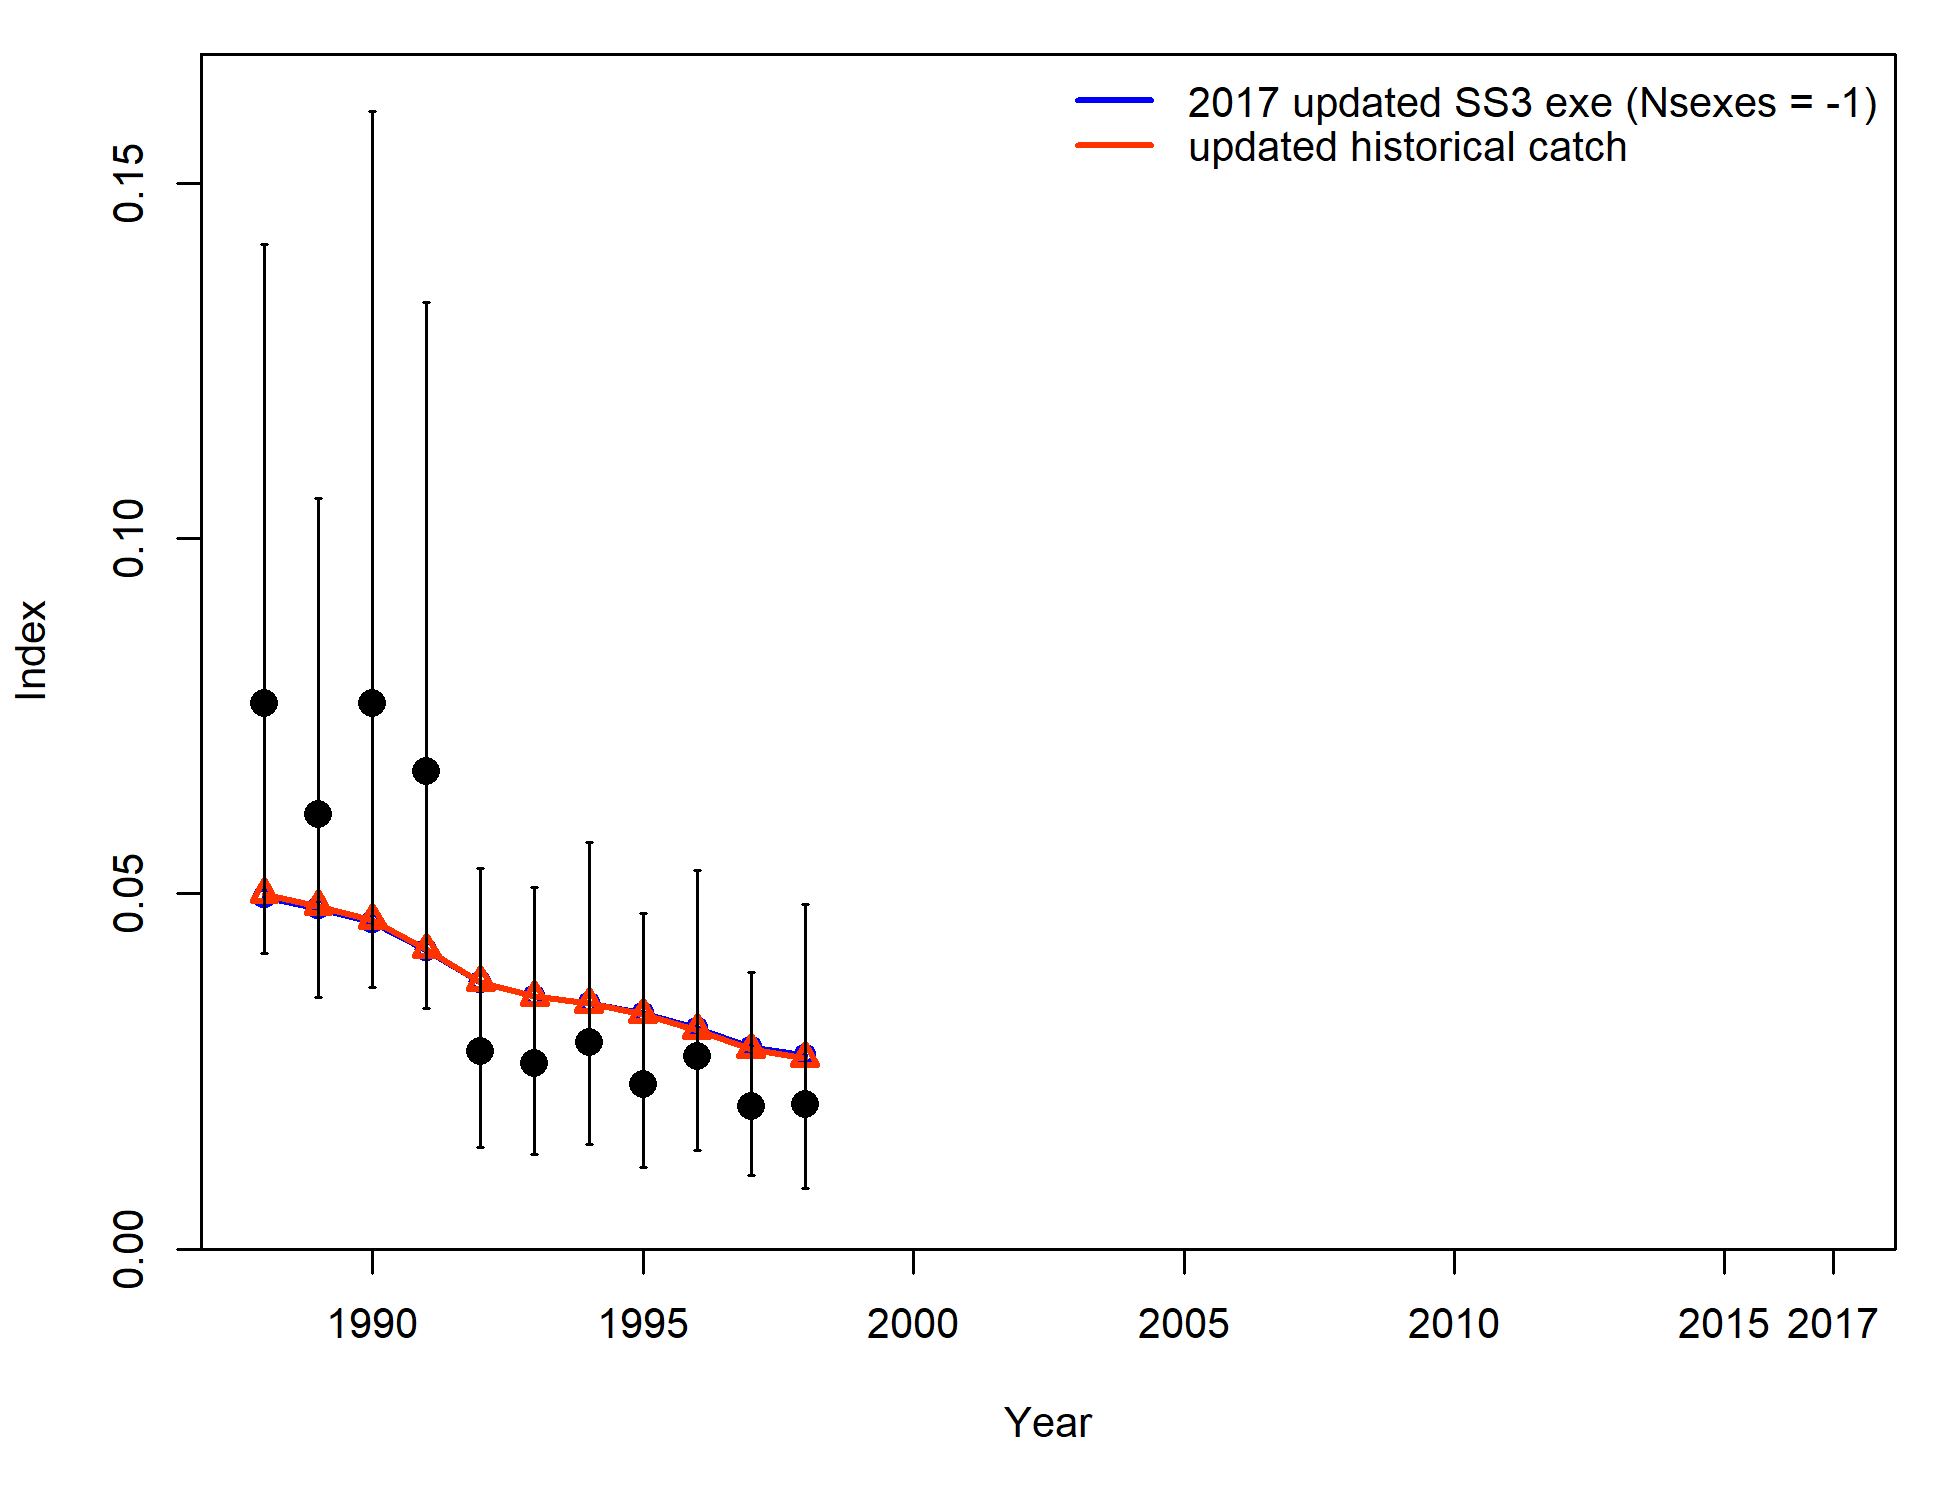 2017 updated SS3 exe (Nsexes = -1)
updated historical catch
Index
0.15
0.10
0.05
0.00
1990 1995 2000 2005 2010 2015 2017
Year